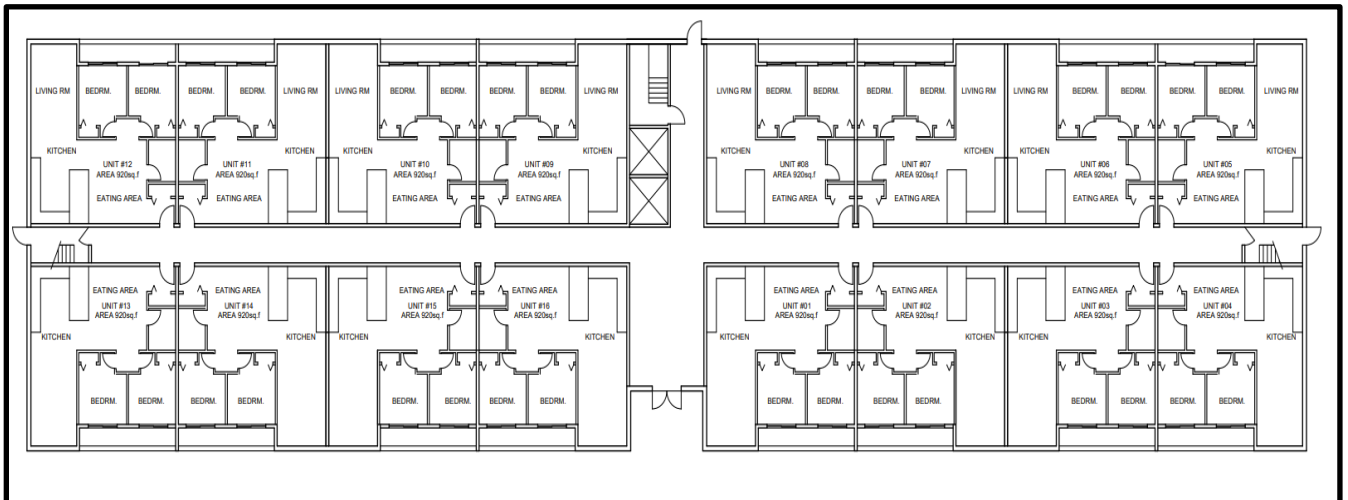 LIVING RM BEDRM. BEDRM. BEDRM. BEDRM. LIVING RM LIVING RM BEDRM. BEDRM. BEDRM. BEDRM. LIVING RM LIVING RM BEDRM. BEDRM. BEDRM. BEDRM. LIVING RM LIVING RM BEDRM. BEDRM. BEDRM. BEDRM. LIVING RM
KITCHEN KITCHEN KITCHEN KITCHEN KITCHEN KITCHEN KITCHEN KITCHEN
UNIT #12 UNIT #11 UNIT #10 UNIT #09 UNIT #08 UNIT #07 UNIT #06 UNIT #05
AREA 920sq.f AREA 920sq.f AREA 920sq.f AREA 920sq.f AREA 920sq.f AREA 920sq.f AREA 920sq.f AREA 920sq.f
EATING AREA EATING AREA EATING AREA EATING AREA EATING AREA EATING AREA EATING AREA EATING AREA
EATING AREA EATING AREA EATING AREA EATING AREA EATING AREA EATING AREA EATING AREA EATING AREA
UNIT #13 UNIT #14 UNIT #15 UNIT #16 UNIT #01 UNIT #02 UNIT #03 UNIT #04
AREA 920sq.f AREA 920sq.f AREA 920sq.f AREA 920sq.f AREA 920sq.f AREA 920sq.f AREA 920sq.f AREA 920sq.f
KITCHEN KITCHEN KITCHEN KITCHEN KITCHEN KITCHEN KITCHEN KITCHEN
BEDRM. BEDRM. BEDRM. BEDRM. BEDRM. BEDRM. BEDRM. BEDRM. BEDRM. BEDRM. BEDRM. BEDRM. BEDRM. BEDRM. BEDRM. BEDRM.